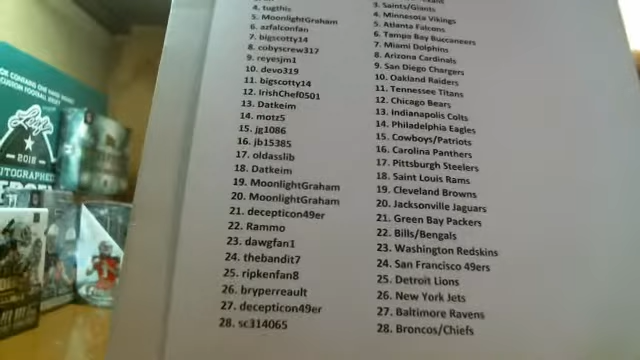 4. tugthis
5. MoonlightGraham
6. azfalconfan
7. bigscotty14
8. cobyscrew317
9. reyesjm1
10. devo319
11. bigscotty14
12. IrishChef0501
13. Datkeim
14. motz5
15. jg1086
16. jb15385
17. oldasslib
18. Datkeim
19. MoonlightGraham
20. MoonlightGraham
21. decepticon49er
22. Rammo
23. dawgfan1
24. thebandit7
25. ripkenfan8
26. bryperreault
27. decepticon49er
28. sc314065
3. Saints/Giants
4. Minnesota Vikings
5. Atlanta Falcons
6. Tampa Bay Buccaneers
7. Miami Dolphins
8. Arizona Cardinals
9. San Diego Chargers
10. Oakland Raiders
11. Tennessee Titans
12. Chicago Bears
13. Indianapolis Colts
14. Philadelphia Eagles
15. Cowboys/Patriots
16. Carolina Panthers
17. Pittsburgh Steelers
18. Saint Louis Rams
19. Cleveland Browns
20. Jacksonville Jaguars
21. Green Bay Packers
22. Bills/Bengals
23. Washington Redskins
24. San Francisco 49ers
25. Detroit Lions
26. New York Jets
27. Baltimore Ravens
28. Broncos/Chiefs
Leaf
2016